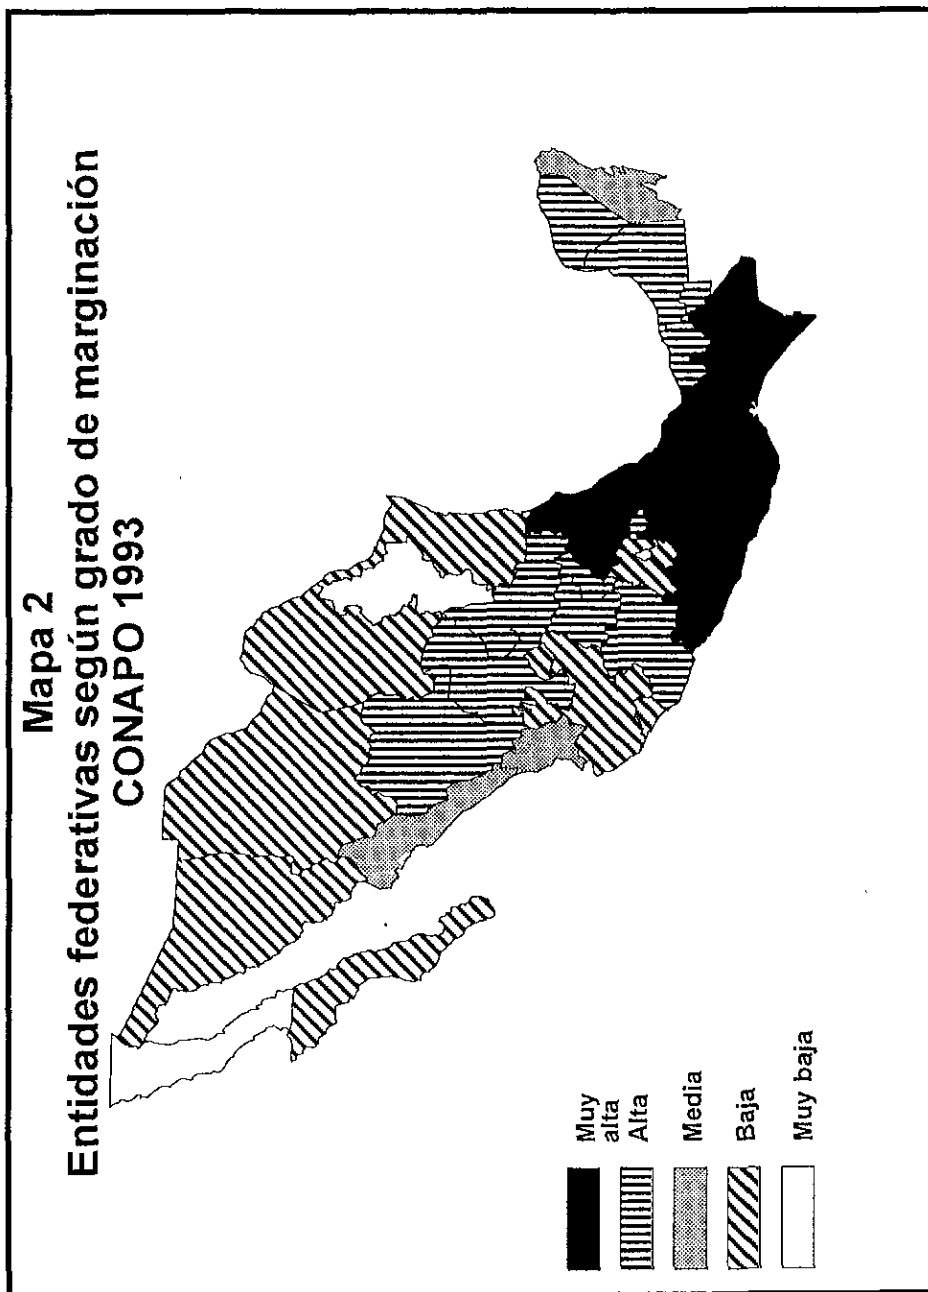 Mapa 2
Entidades federativas según grado de marginación
CONAPO 1993
Muy
alta
Alta
Media
Baja
Muy baja